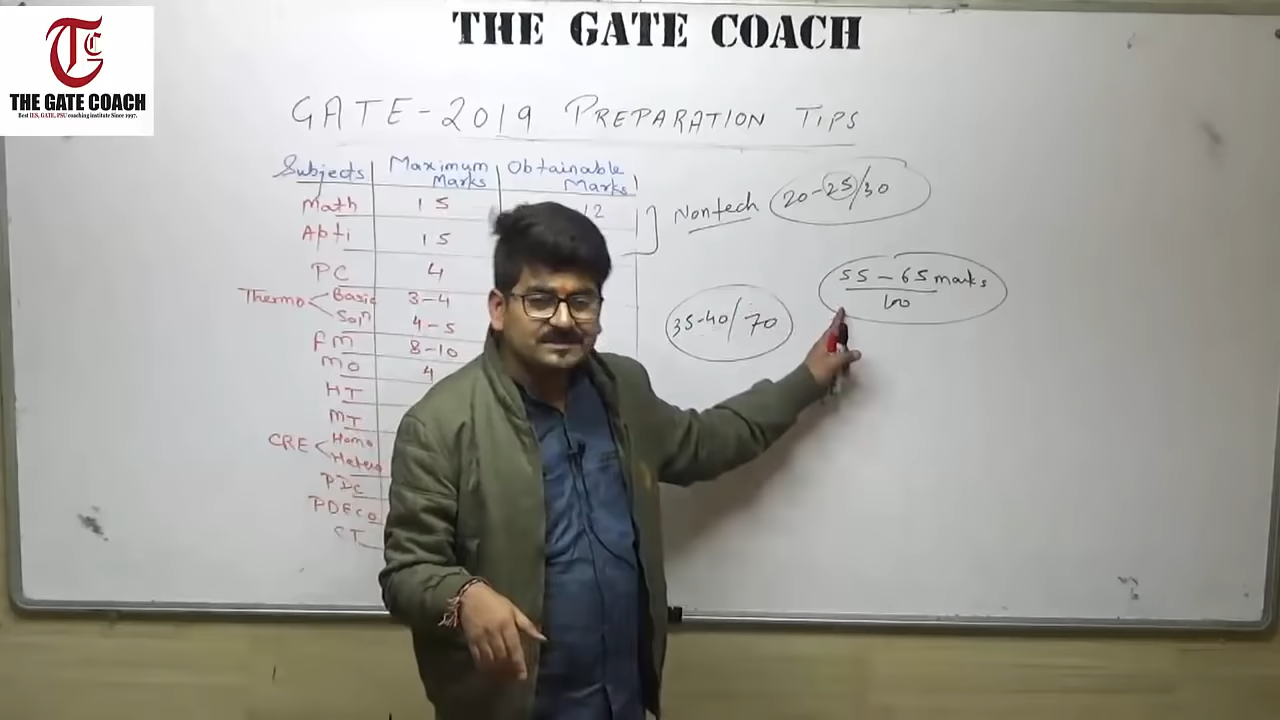 THE GATE COACH
Tc
THE GATE COACH
Best IES, GATE, PSU coaching institute Since 1997.
GATE-2019 PREPARATION TIPS
Subjects Maximum Marks Obtainable Marks
Math 15 12
Apti 15
Nontech 20-25/30
PC 4
Thermo Basic 3-4
Soln 4-5
FM 8-10
MO 4
HT
MT
CRE Homo
Hetero
PDC
PDECO
CT
35-40/70
55-65 marks
100